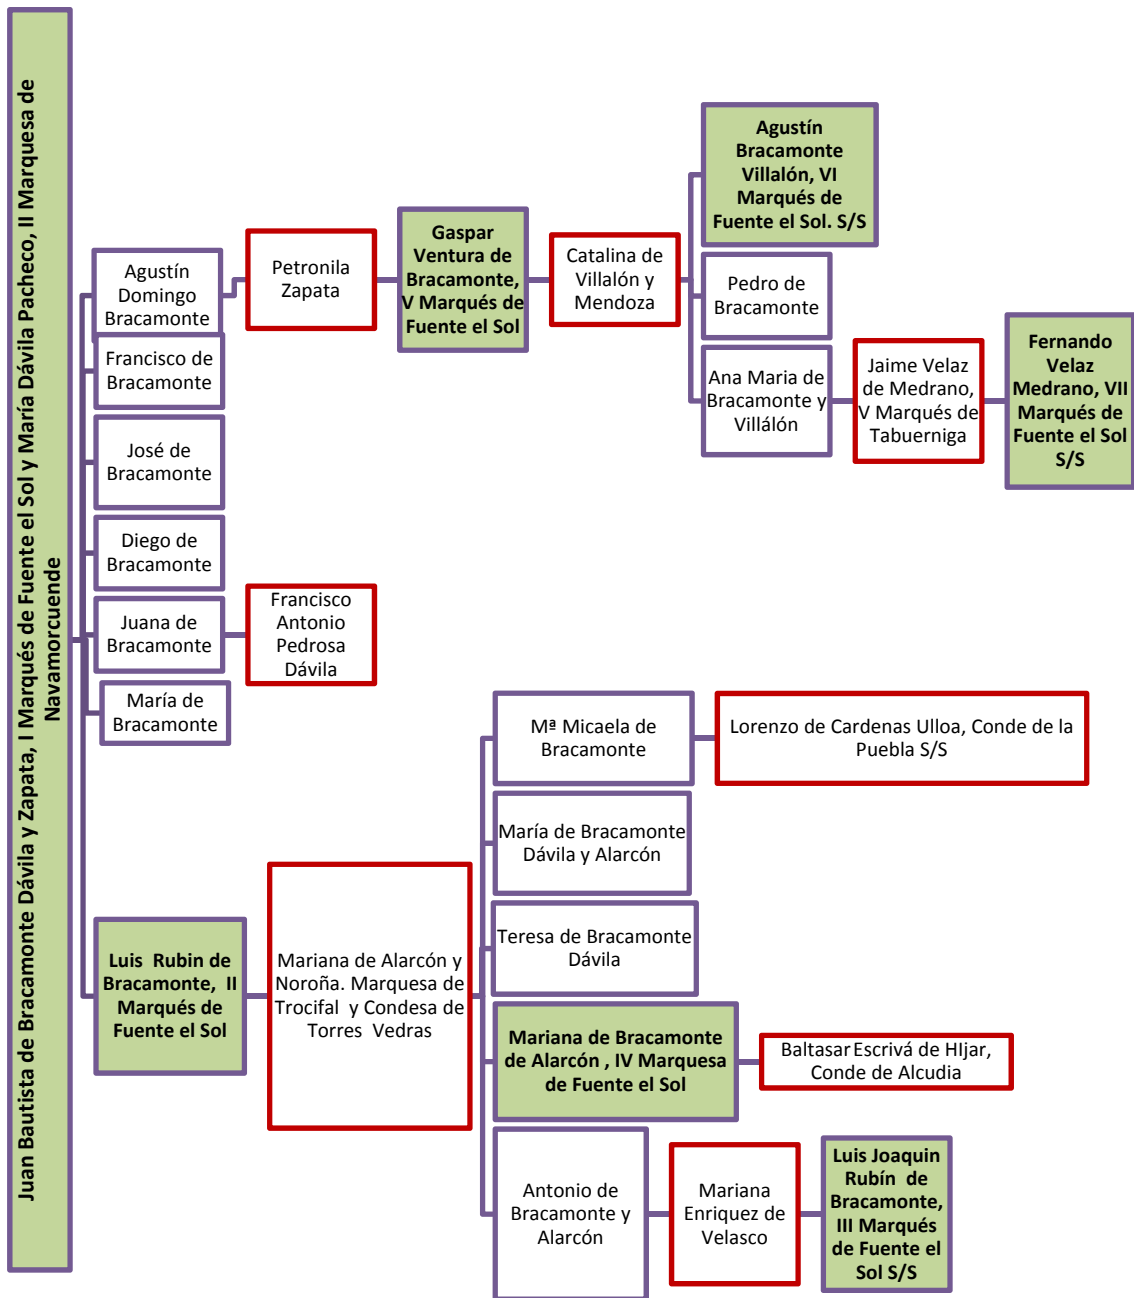 Juan Bautista de Bracamonte Dávila y Zapata, I Marqués de Fuente el Sol y María Dávila Pacheco, II Marquesa de
Navamorcuende
Agustín
Domingo
Bracamonte
Petronila
Zapata
Gaspar
Ventura de
Bracamonte,
V Marqués de
Fuente el Sol
Catalina de
Villalón y
Mendoza
Agustín
Bracamonte
Villalón, VI
Marqués de
Fuente el Sol. S/S
Pedro de
Bracamonte
Ana Maria de
Bracamonte y
Villálón
Jaime Velaz
de Medrano,
V Marqués de
Tabuerniga
Fernando
Velaz
Medrano, VII
Marqués de
Fuente el Sol
S/S
Francisco de
Bracamonte
José de
Bracamonte
Diego de
Bracamonte
Juana de
Bracamonte
Francisco
Antonio
Pedrosa
Dávila
María de
Bracamonte
Luis Rubin de
Bracamonte, II
Marqués de
Fuente el Sol
Mariana de Alarcón y
Noroña. Marquesa de
Trocifal y Condesa de
Torres Vedras
Mª Micaela de
Bracamonte
Lorenzo de Cardenas Ulloa, Conde de la
Puebla S/S
María de Bracamonte
Dávila y Alarcón
Teresa de Bracamonte
Dávila
Mariana de Bracamonte
de Alarcón , IV Marquesa
de Fuente el Sol
Baltasar Escrivá de HIjar,
Conde de Alcudia
Antonio de
Bracamonte y
Alarcón
Mariana
Enriquez de
Velasco
Luis Joaquin
Rubín de
Bracamonte,
III Marqués
de Fuente el
Sol S/S